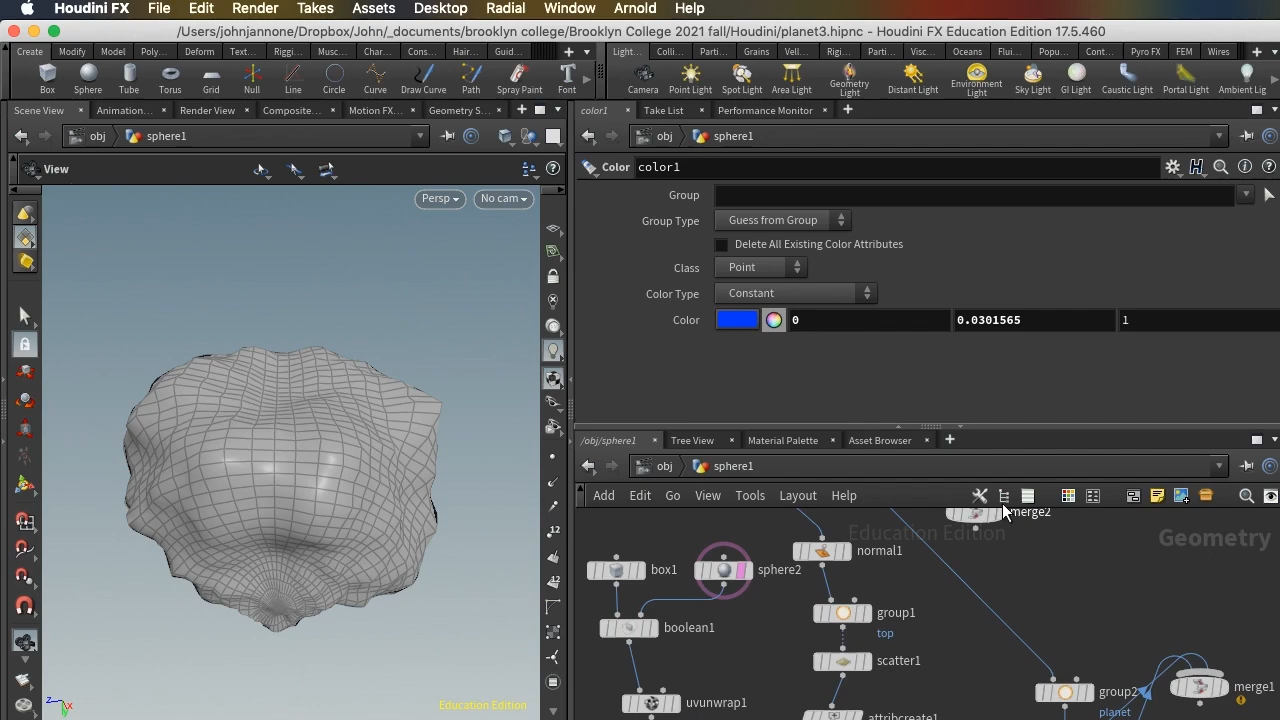 Houdini FX File Edit Render Takes Assets Desktop Radial Window Arnold Help
/Users/johnjannone/Dropbox/John/_documents/brooklyn college/Brooklyn College 2021 fall/Houdini/planet3.hipnc - Houdini FX Education Edition 17.5.460
Create Modify Model Poly... Deform Text... Riggi... Musc... Char... Cons... Hair... Guid... Light... Colli... Parti... Grains Vell... Rigi... Parti... Visc... Oceans Flui... Popu... Cont... Pyro FX FEM Wires
Box Sphere Tube Torus Grid Null Line Circle Curve Draw Curve Path Spray Paint Font Camera Point Light Spot Light Area Light Geometry Light Distant Light Environment Light Sky Light GI Light Caustic Light Portal Light Ambient Lig
Scene View Animation... Render View Composite... Motion FX... Geometry S... color1 Take List Performance Monitor
obj sphere1 obj sphere1
View Color color1
Persp No cam
Group
Group Type Guess from Group
Delete All Existing Color Attributes
Class Point
Color Type Constant
Color 0 0.0301565 1
/obj/sphere1 Tree View Material Palette Asset Browser
obj sphere1
Add Edit Go View Tools Layout Help
merge2
Education Edition Geometry
normal1
box1 sphere2
group1
top
boolean1
scatter1
group2 merge1
planet
uvunwrap1
attribcreate1
12
12
z x
y
Education Edition